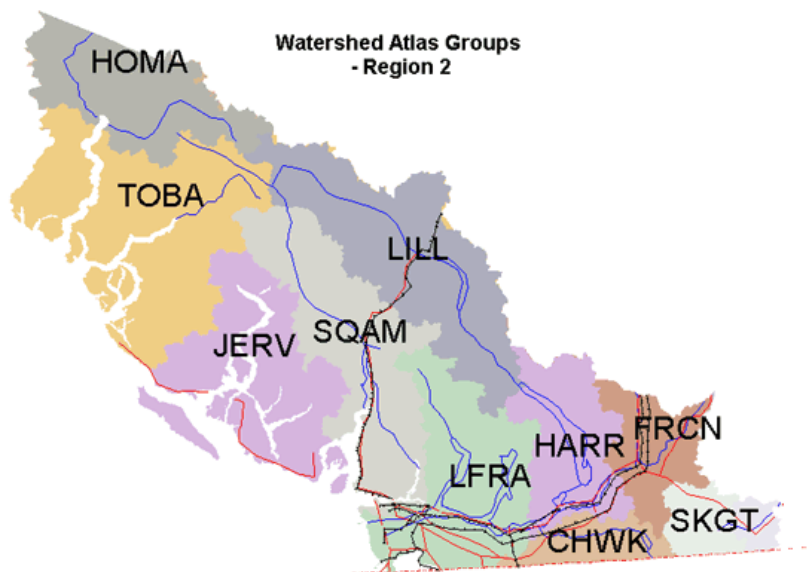 Watershed Atlas Groups
- Region 2
HOMA
TOBA
LILL
SQAM
JERV
FRCN
HARR
LFRA
SKGT
CHWK